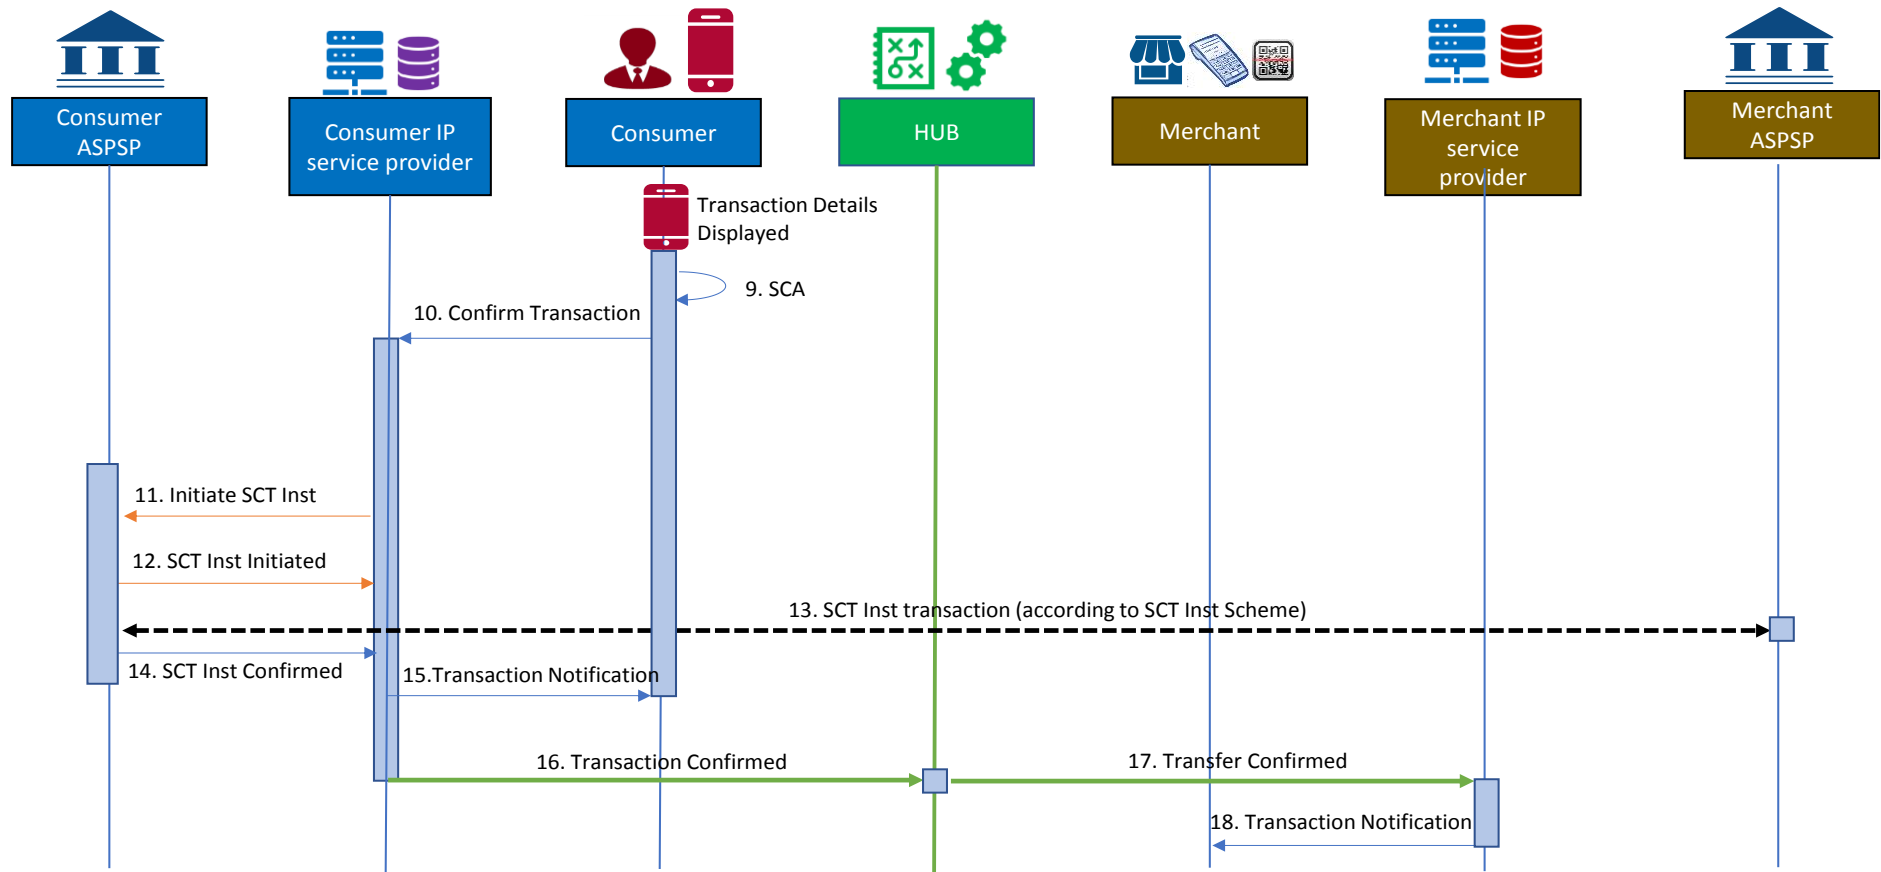 Consumer
ASPSP
Consumer IP
service provider
Consumer
HUB
Merchant
Merchant IP
service
provider
Merchant
ASPSP
Transaction Details
Displayed
9. SCA
10. Confirm Transaction
11. Initiate SCT Inst
12. SCT Inst Initiated
13. SCT Inst transaction (according to SCT Inst Scheme)
14. SCT Inst Confirmed
15.Transaction Notification
16. Transaction Confirmed
17. Transfer Confirmed
18. Transaction Notification